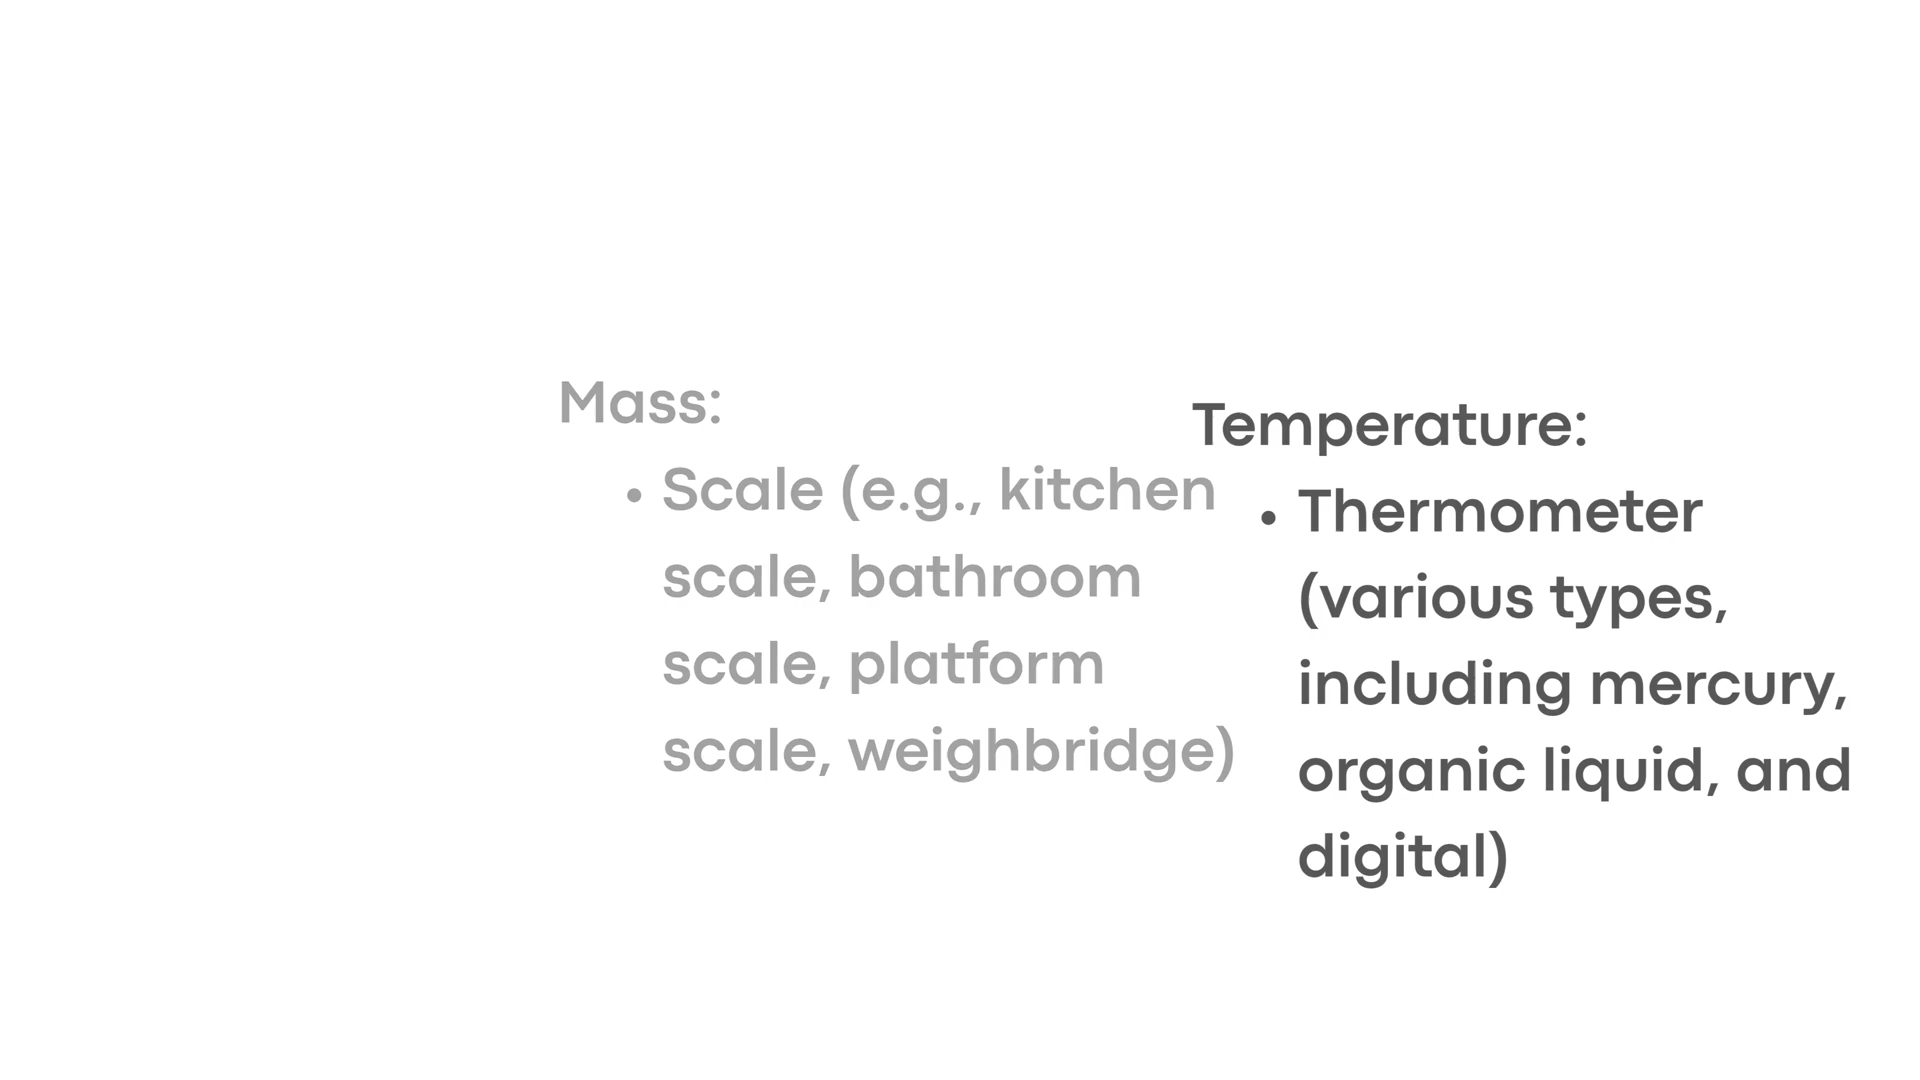 Mass:
• Scale (e.g., kitchen
scale, bathroom
scale, platform
scale, weighbridge)
Temperature:
• Thermometer
(various types,
including mercury,
organic liquid, and
digital)